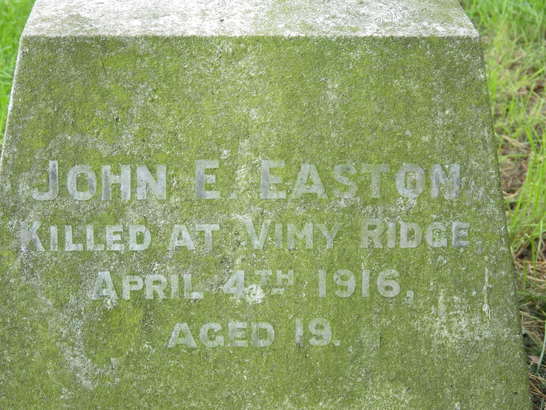 JOHN E. EASTON
KILLED AT VIMY RIDGE.
APRIL 4TH 1916,
AGED 19.